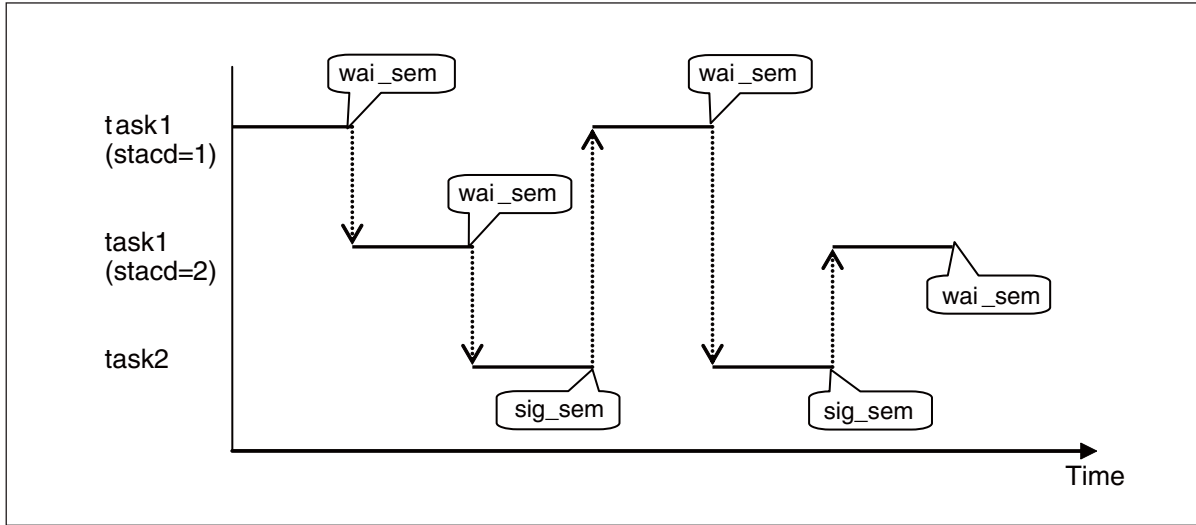 wai_sem
wai_sem
task1
(stacd=1)
wai_sem
task1
(stacd=2)
wai_sem
task2
sig_sem
sig_sem
Time